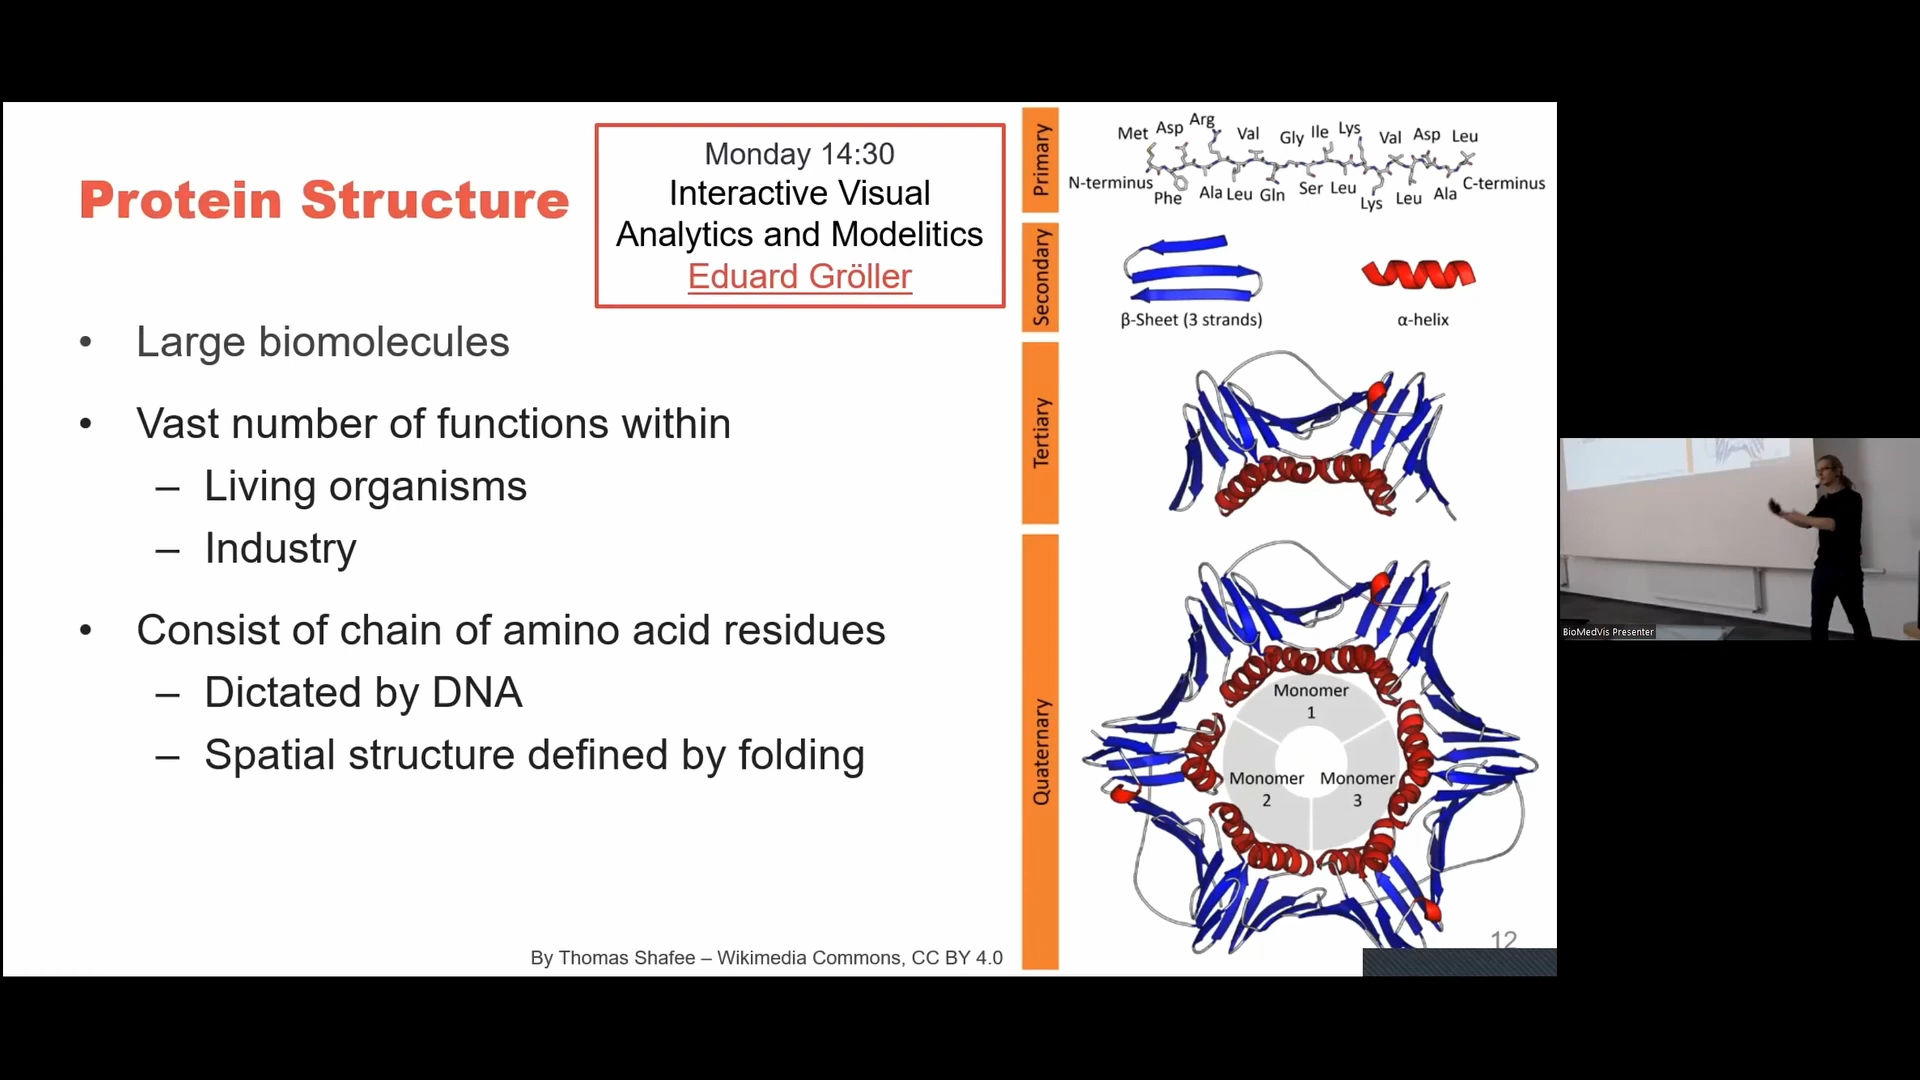 Protein Structure
Monday 14:30
Interactive Visual
Analytics and Modelitics
Eduard Gröller
• Large biomolecules
• Vast number of functions within
– Living organisms
– Industry
• Consist of chain of amino acid residues
– Dictated by DNA
– Spatial structure defined by folding
By Thomas Shafee – Wikimedia Commons, CC BY 4.0
Primary
Met Asp Arg Val Gly Ile Lys Val Asp Leu
N-terminus Phe Ala Leu Gln Ser Leu Lys Leu Ala C-terminus
Secondary
β-Sheet (3 strands) α-helix
Tertiary
Quaternary
Monomer
1
Monomer
2
Monomer
3
12
BioMedVis Presenter